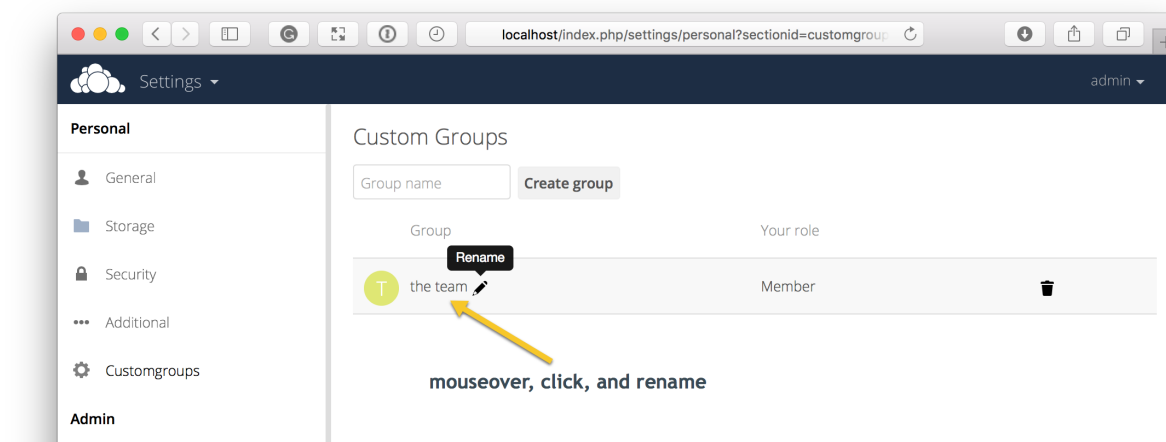 localhost/index.php/settings/personal?sectionid=customgroup
Settings
admin
Personal
Custom Groups
General
Group name
Create group
Storage
Group
Your role
Rename
Security
T
the team
Member
Additional
Customgroups
mouseover, click, and rename
Admin